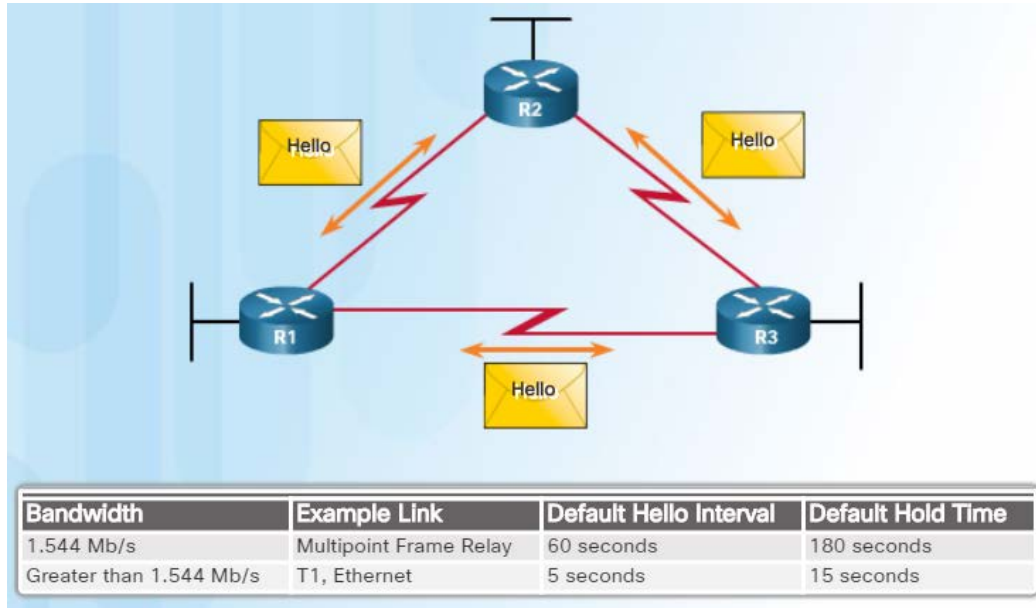 R2
Hello
Hello
R1
R3
Hello
Bandwidth Example Link Default Hello Interval Default Hold Time
1.544 Mb/s Multipoint Frame Relay 60 seconds 180 seconds
Greater than 1.544 Mb/s T1, Ethernet 5 seconds 15 seconds